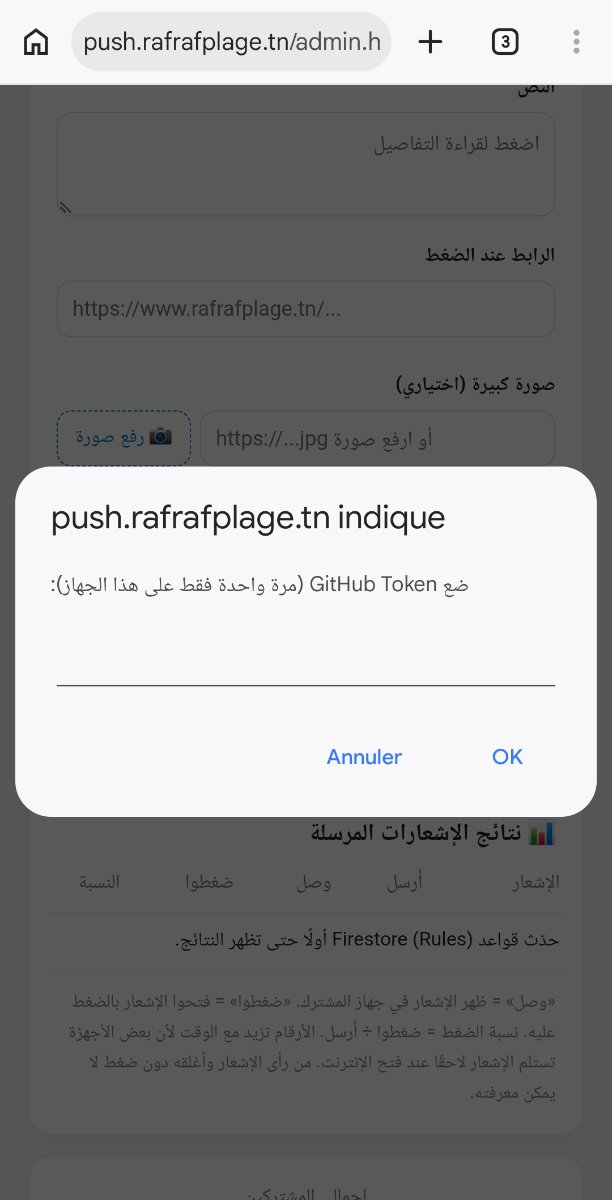 push.rafrafplage.tn/admin.h
3
النص
اضغط لقراءة التفاصيل
الرابط عند الضغط
https://www.rafrafplage.tn/...
صورة كبيرة (اختياري)
أو ارفع صورة https://...jpg
رفع صورة
push.rafrafplage.tn indique
ضع GitHub Token (مرة واحدة فقط على هذا الجهاز):
Annuler OK
نتائج الإشعارات المرسلة
الإشعار أُرسل وصل ضغطوا النسبة
حدّث قواعد Firestore (Rules) أولًا حتى تظهر النتائج.
«وصل» = ظهر الإشعار في جهاز المشترك. «ضغطوا» = فتحوا الإشعار بالضغط
عليه. نسبة الضغط = ضغطوا ÷ أُرسل. الأرقام تزيد مع الوقت لأن بعض الأجهزة
تستلم الإشعار لاحقًا عند فتح الإنترنت. من رأى الإشعار وأغلقه دون ضغط لا
يمكن معرفته.
إجمالي المشتركين